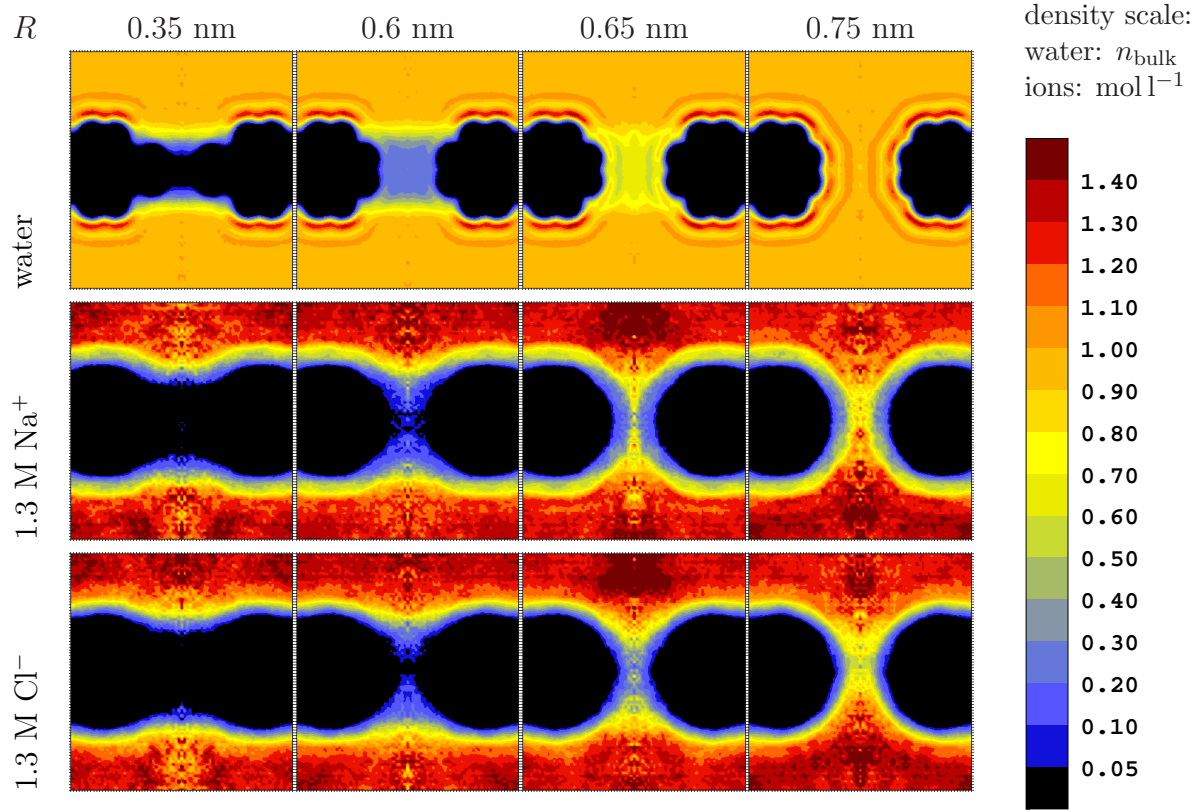 R 0.35 nm 0.6 nm 0.65 nm 0.75 nm
density scale:
water: n_bulk
ions: mol l⁻¹
water
1.3 M Na⁺
1.3 M Cl⁻
1.40
1.30
1.20
1.10
1.00
0.90
0.80
0.70
0.60
0.50
0.40
0.30
0.20
0.10
0.05